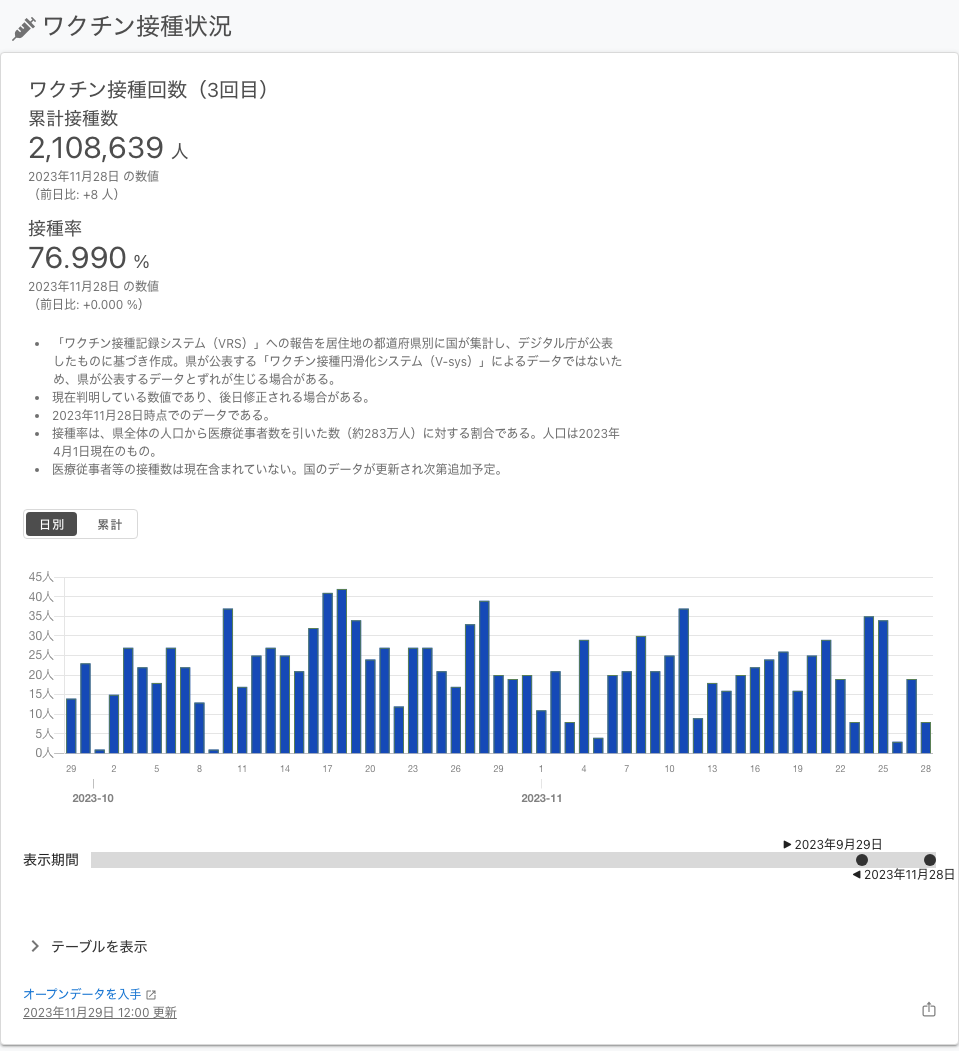 ワクチン接種状況
ワクチン接種回数（3回目）
累計接種数
2,108,639 人
2023年11月28日 の数値
（前日比: +8 人）
接種率
76.990 %
2023年11月28日 の数値
（前日比: +0.000 %）
• 「ワクチン接種記録システム（VRS）」への報告を居住地の都道府県別に国が集計し、デジタル庁が公表
したものに基づき作成。県が公表する「ワクチン接種円滑化システム（V-sys）」によるデータではないた
め、県が公表するデータとずれが生じる場合がある。
• 現在判明している数値であり、後日修正される場合がある。
• 2023年11月28日時点でのデータである。
• 接種率は、県全体の人口から医療従事者数を引いた数（約283万人）に対する割合である。人口は2023年
4月1日現在のもの。
• 医療従事者等の接種数は現在含まれていない。国のデータが更新され次第追加予定。
日別 累計
45人
40人
35人
30人
25人
20人
15人
10人
5人
0人
29 2 5 8 11 14 17 20 23 26 29 1 4 7 10 13 16 19 22 25 28
2023-10 2023-11
▶ 2023年9月29日
表示期間
◀ 2023年11月28日
テーブルを表示
オープンデータを入手
2023年11月29日 12:00 更新